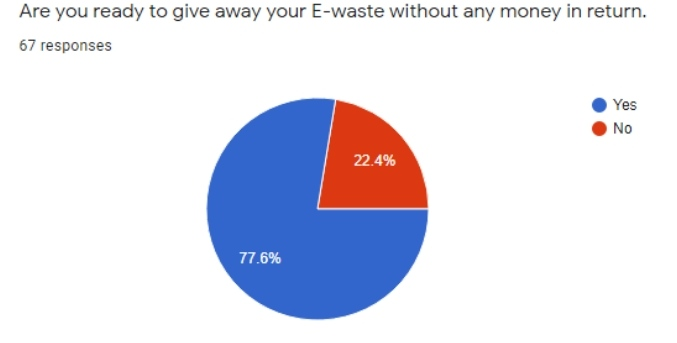 Are you ready to give away your E-waste without any money in return.
67 responses
Yes
No
22.4%
77.6%